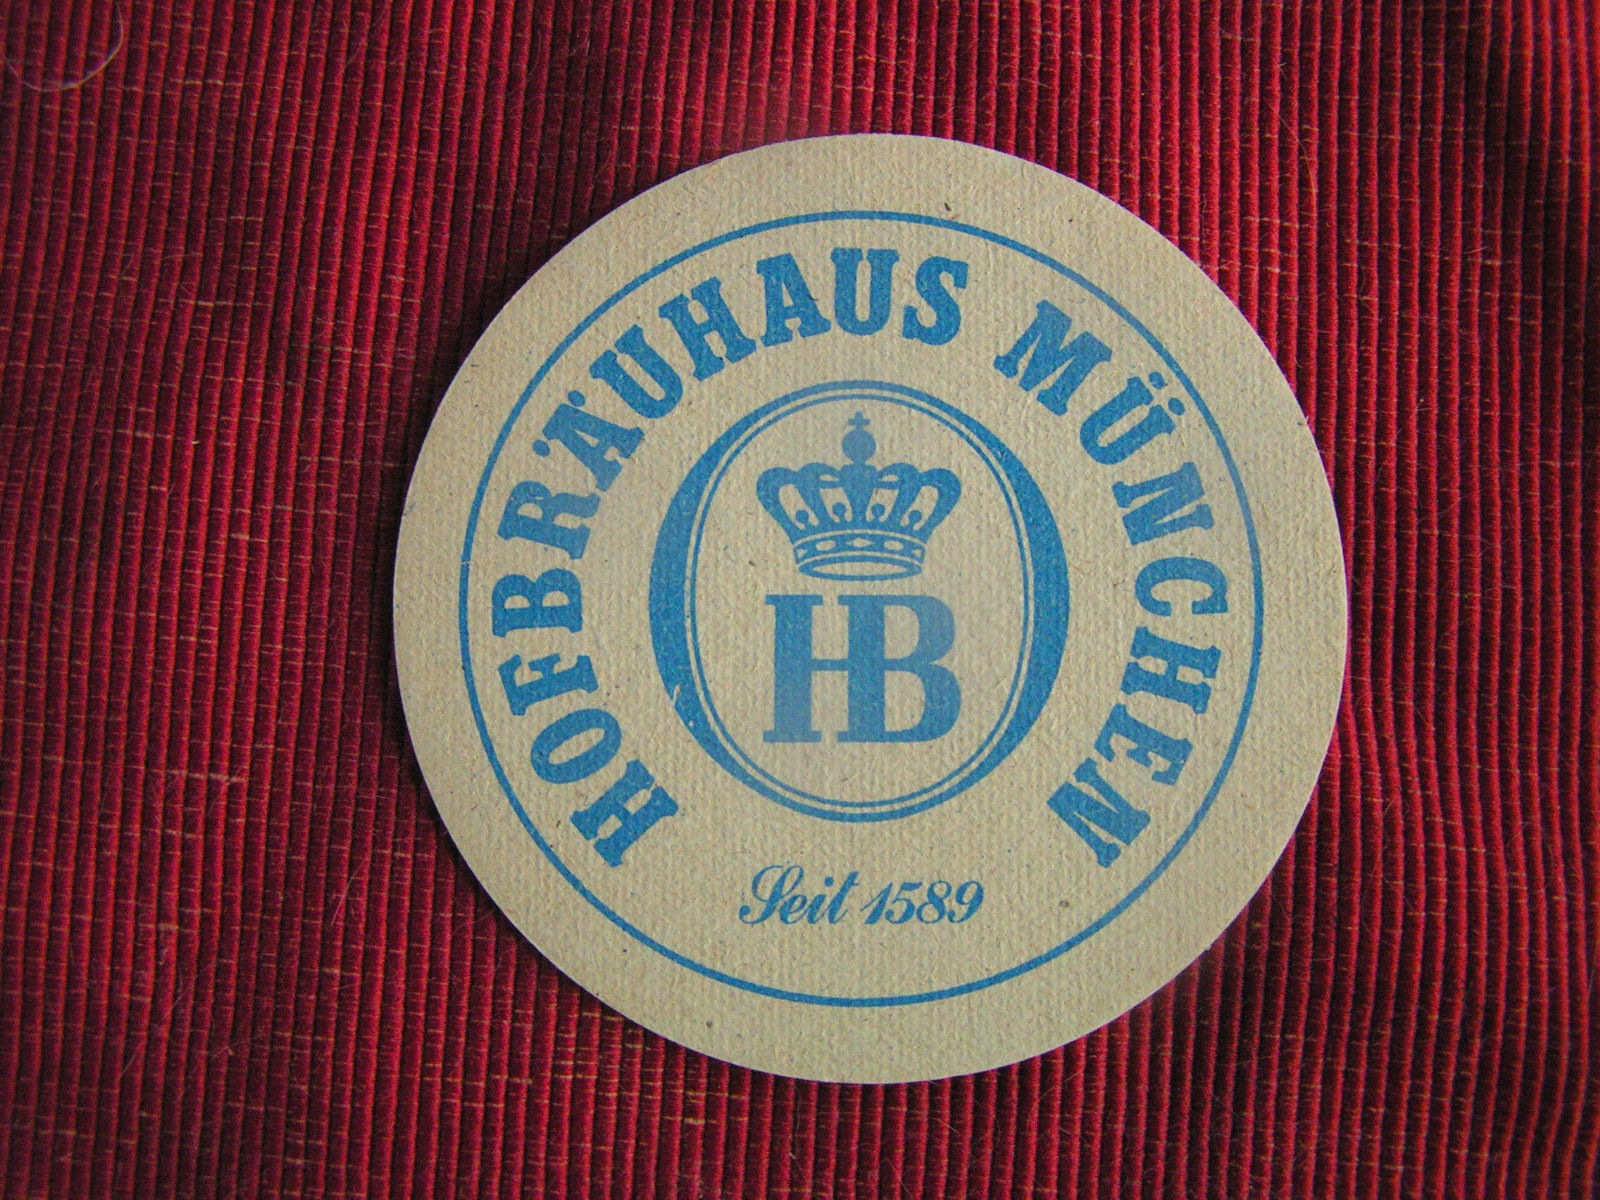 HOFBRÄUHAUS MÜNCHEN
HB
Seit 1589